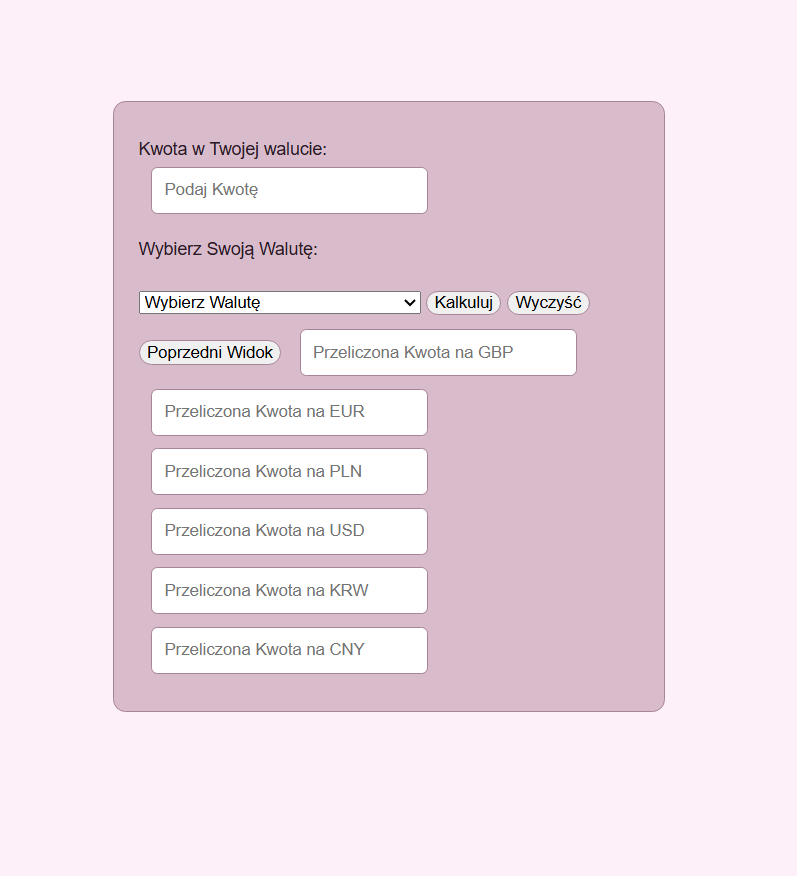 Kwota w Twojej walucie:
Podaj Kwotę
Wybierz Swoją Walutę:
Wybierz Walutę Kalkuluj Wyczyść
Poprzedni Widok Przeliczona Kwota na GBP
Przeliczona Kwota na EUR
Przeliczona Kwota na PLN
Przeliczona Kwota na USD
Przeliczona Kwota na KRW
Przeliczona Kwota na CNY